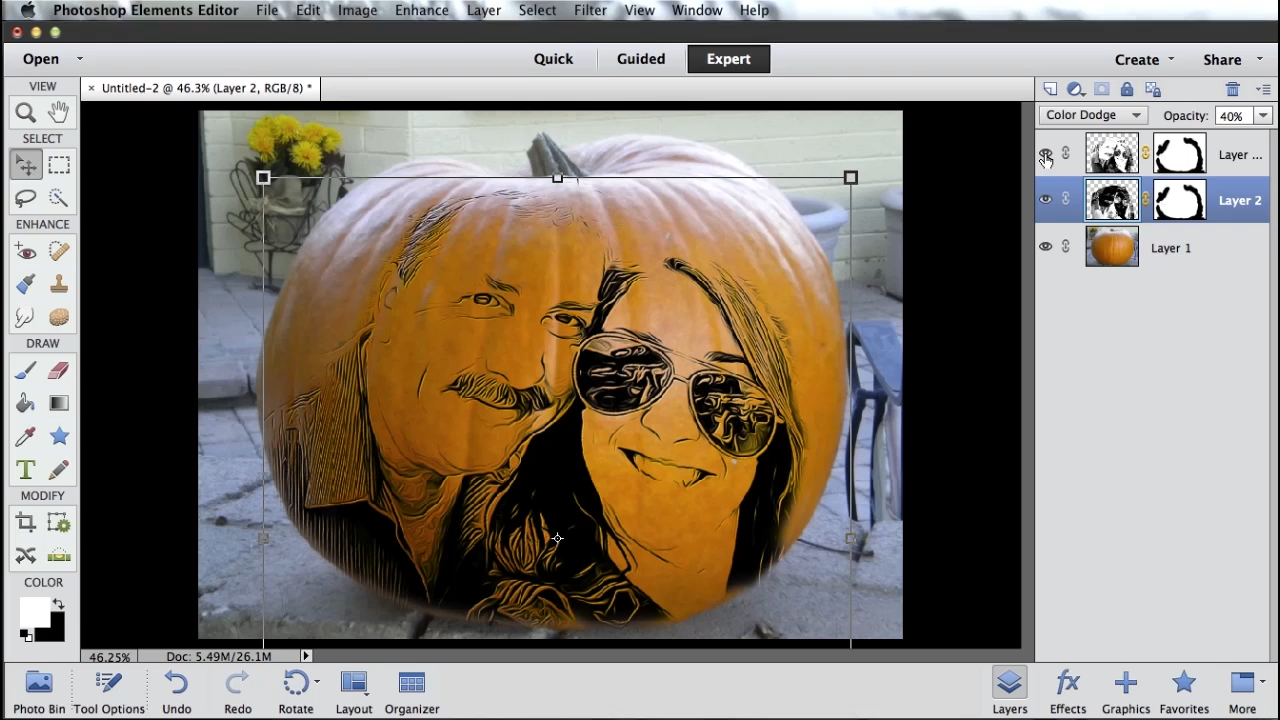 Photoshop Elements Editor File Edit Image Enhance Layer Select Filter View Window Help
Open Quick Guided Expert Create Share
VIEW
× Untitled-2 @ 46.3% (Layer 2, RGB/8) *
SELECT
Color Dodge Opacity: 40%
Layer ...
Layer 2
ENHANCE
Layer 1
DRAW
T
MODIFY
COLOR
46.25% Doc: 5.49M/26.1M
Photo Bin Tool Options Undo Redo Rotate Layout Organizer Layers Effects Graphics Favorites More